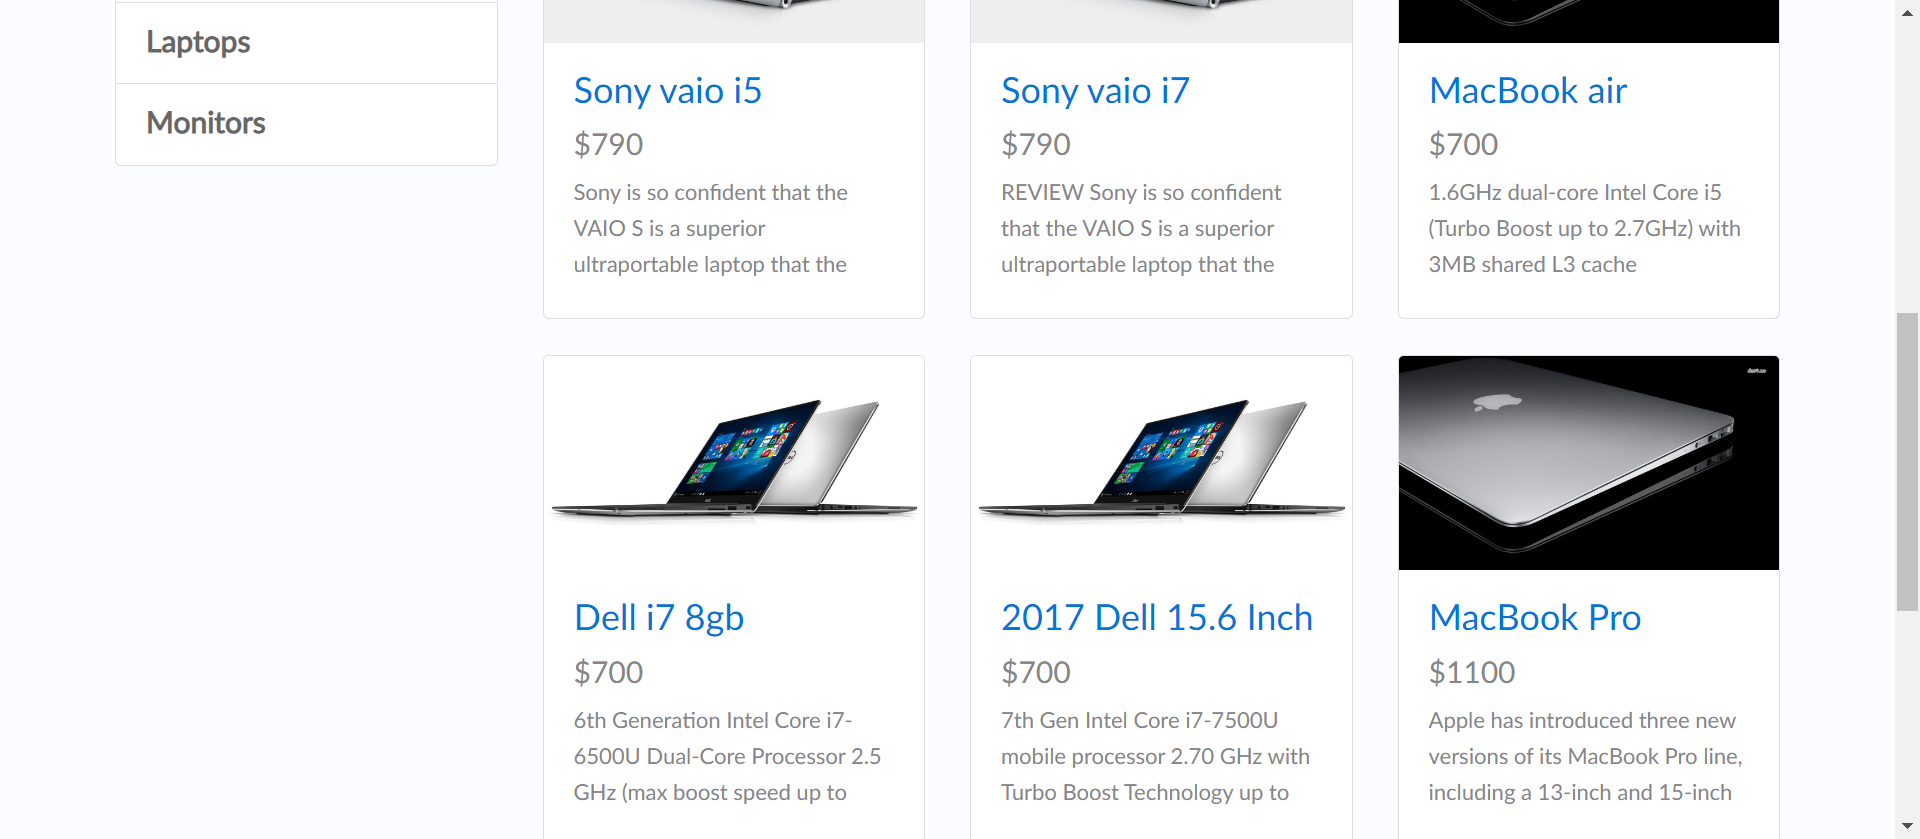 Laptops
Monitors
Sony vaio i5
$790
Sony is so confident that the
VAIO S is a superior
ultraportable laptop that the
Sony vaio i7
$790
REVIEW Sony is so confident
that the VAIO S is a superior
ultraportable laptop that the
MacBook air
$700
1.6GHz dual-core Intel Core i5
(Turbo Boost up to 2.7GHz) with
3MB shared L3 cache
Dell i7 8gb
$700
6th Generation Intel Core i7-
6500U Dual-Core Processor 2.5
GHz (max boost speed up to
2017 Dell 15.6 Inch
$700
7th Gen Intel Core i7-7500U
mobile processor 2.70 GHz with
Turbo Boost Technology up to
MacBook Pro
$1100
Apple has introduced three new
versions of its MacBook Pro line,
including a 13-inch and 15-inch